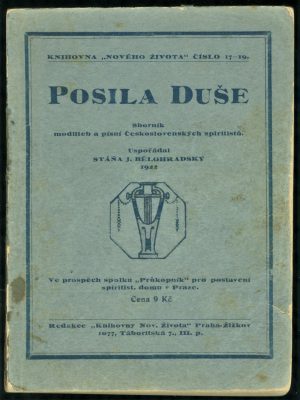 KNIHOVNA „NOVÉHO ŽIVOTA" ČÍSLO 17-19.
POSILA DUŠE
Sborník
modliteb a písní Československých spiritistů.
Uspořádal
STÁŇA J. BĚLOHRADSKÝ
1922
Ve prospěch spolku „Průkopník" pro postavení
spiritist. domu v Praze.
Cena 9 Kč
Redakce „Knihovny Nov. Života" Praha-Žižkov
1077, Táboritská 7., III. p.